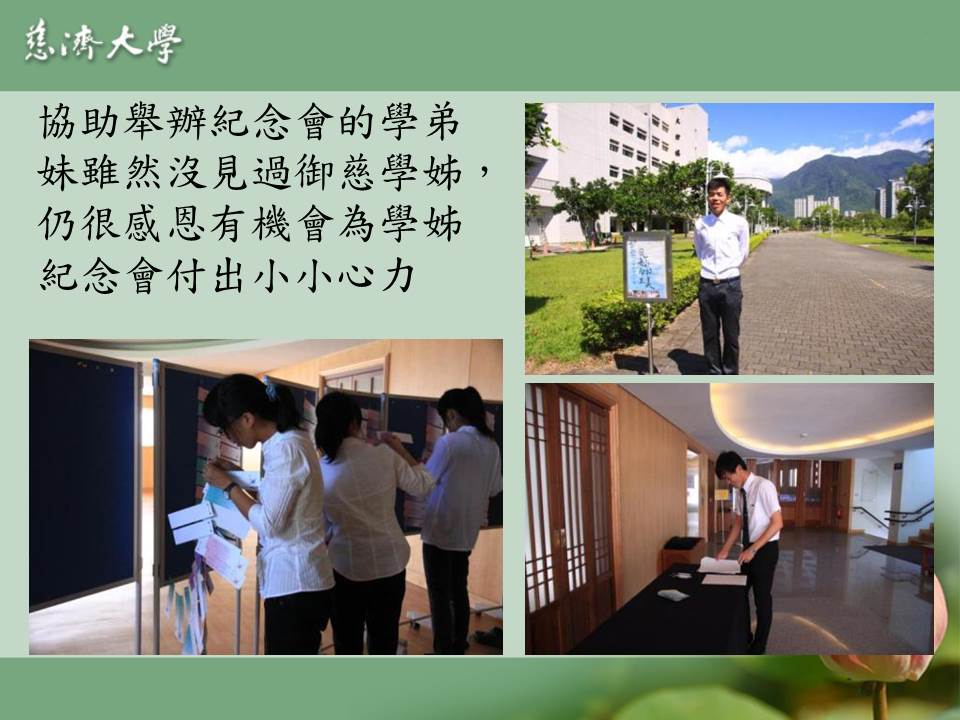 慈濟大學
協助舉辦紀念會的學弟
妹雖然沒見過御慈學姊，
仍很感恩有機會為學姊
紀念會付出小小心力